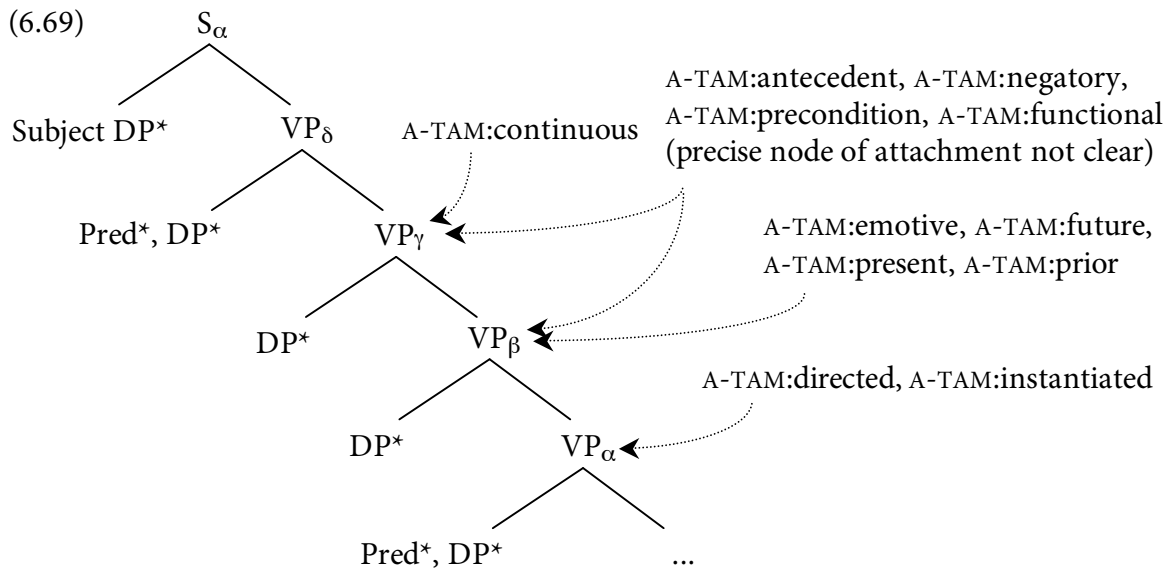 (6.69)
Sα
A-TAM:antecedent, A-TAM:negatory,
A-TAM:precondition, A-TAM:functional
(precise node of attachment not clear)
Subject DP*
VPδ
A-TAM:continuous
Pred*, DP*
VPγ
A-TAM:emotive, A-TAM:future,
A-TAM:present, A-TAM:prior
DP*
VPβ
A-TAM:directed, A-TAM:instantiated
DP*
VPα
Pred*, DP*
...